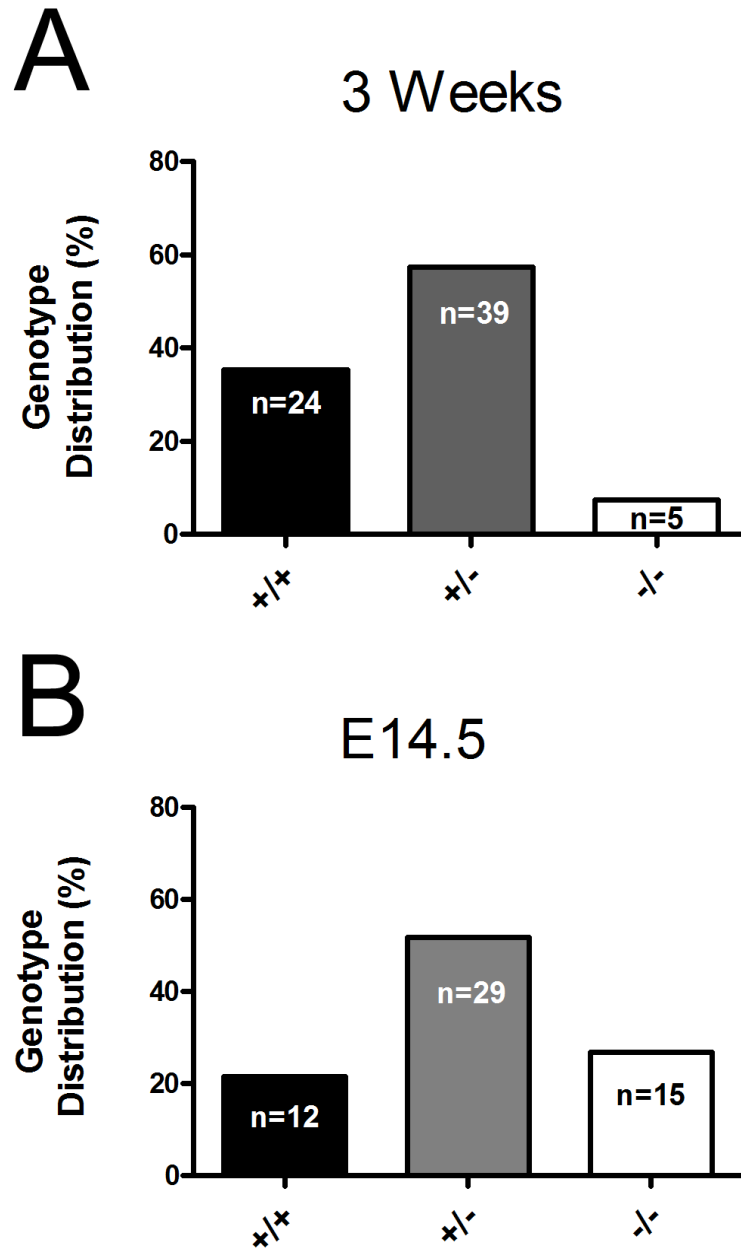 A
3 Weeks
Genotype
Distribution (%)
80
60
40
20
0
n=24
n=39
n=5
+/+
+/-
-/-
B
E14.5
Genotype
Distribution (%)
80
60
40
20
0
n=12
n=29
n=15
+/+
+/-
-/-